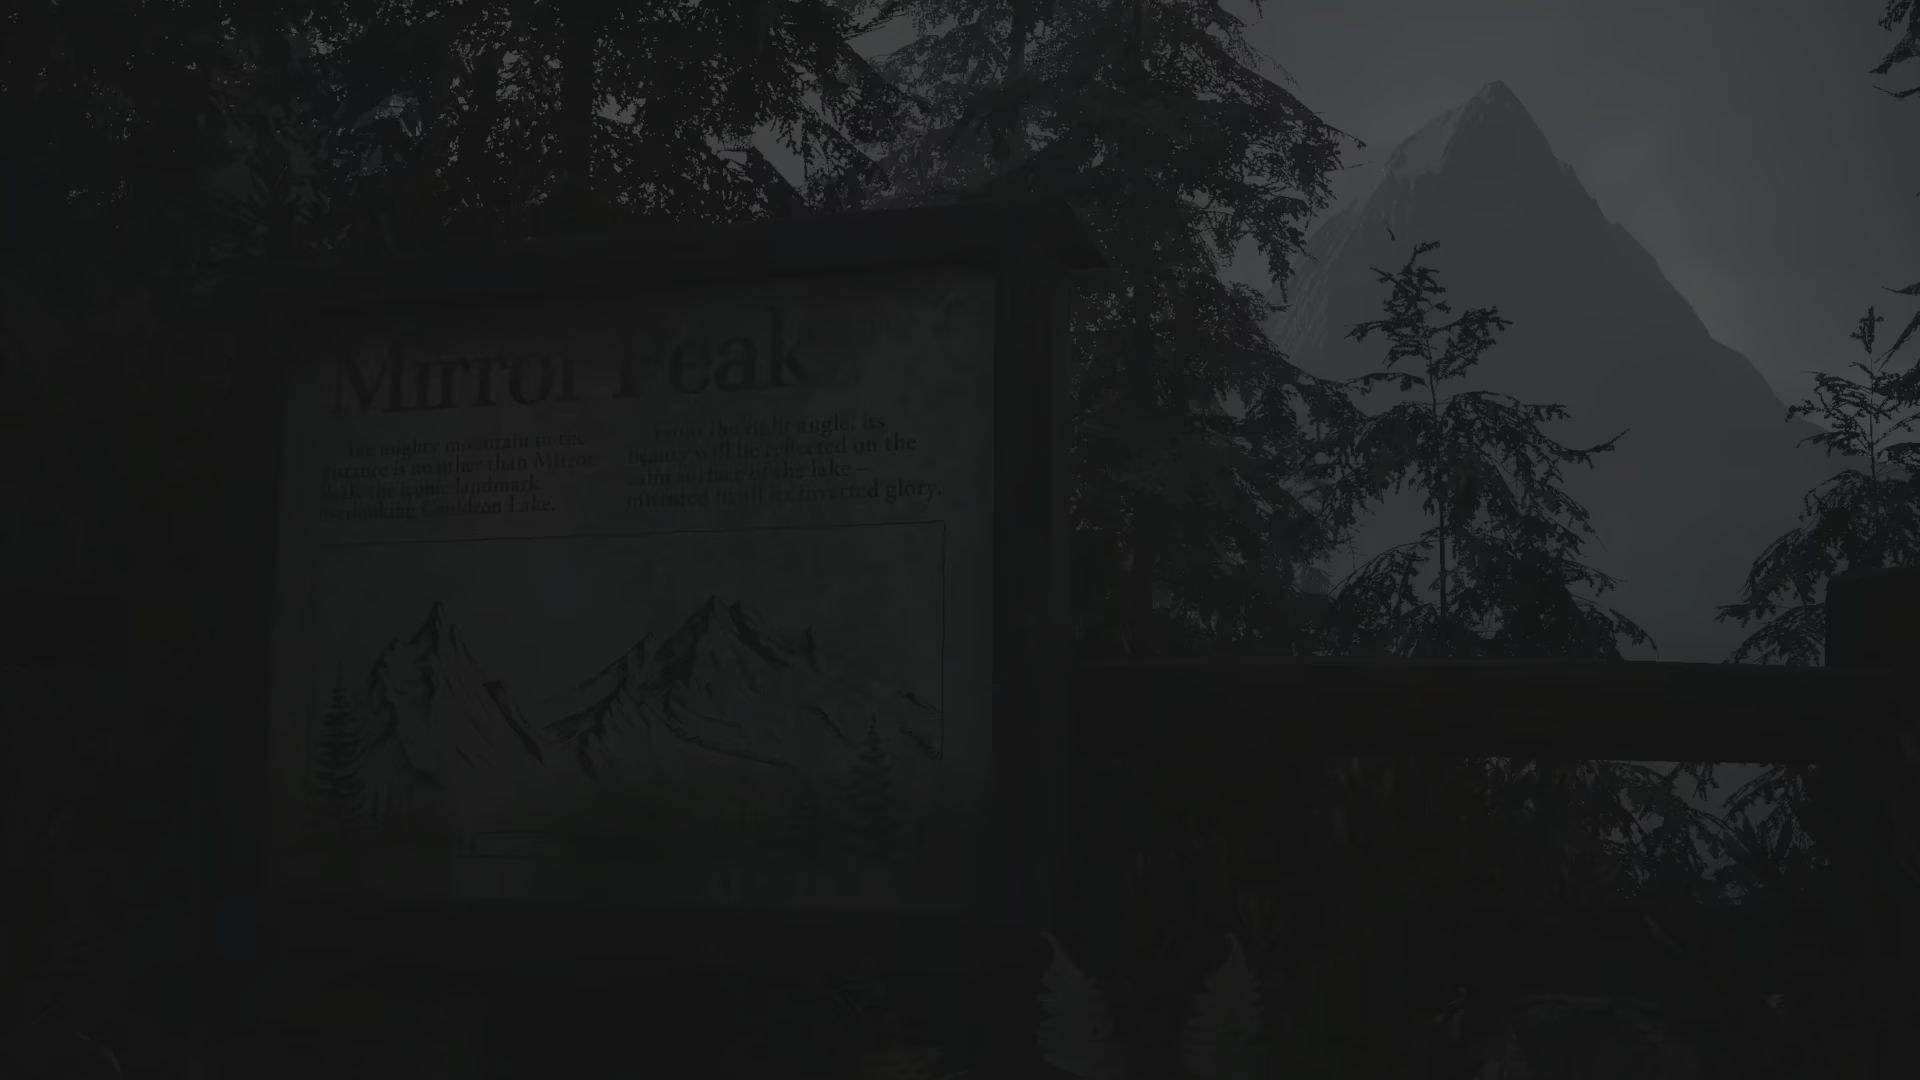 Mirror Peak
The mighty mountain in the
distance is no other than Mirror
Peak, the iconic landmark
overlooking Cauldron Lake.
From the right angle, its
beauty will be reflected on the
calm surface of the lake –
mirrored in all its inverted glory.